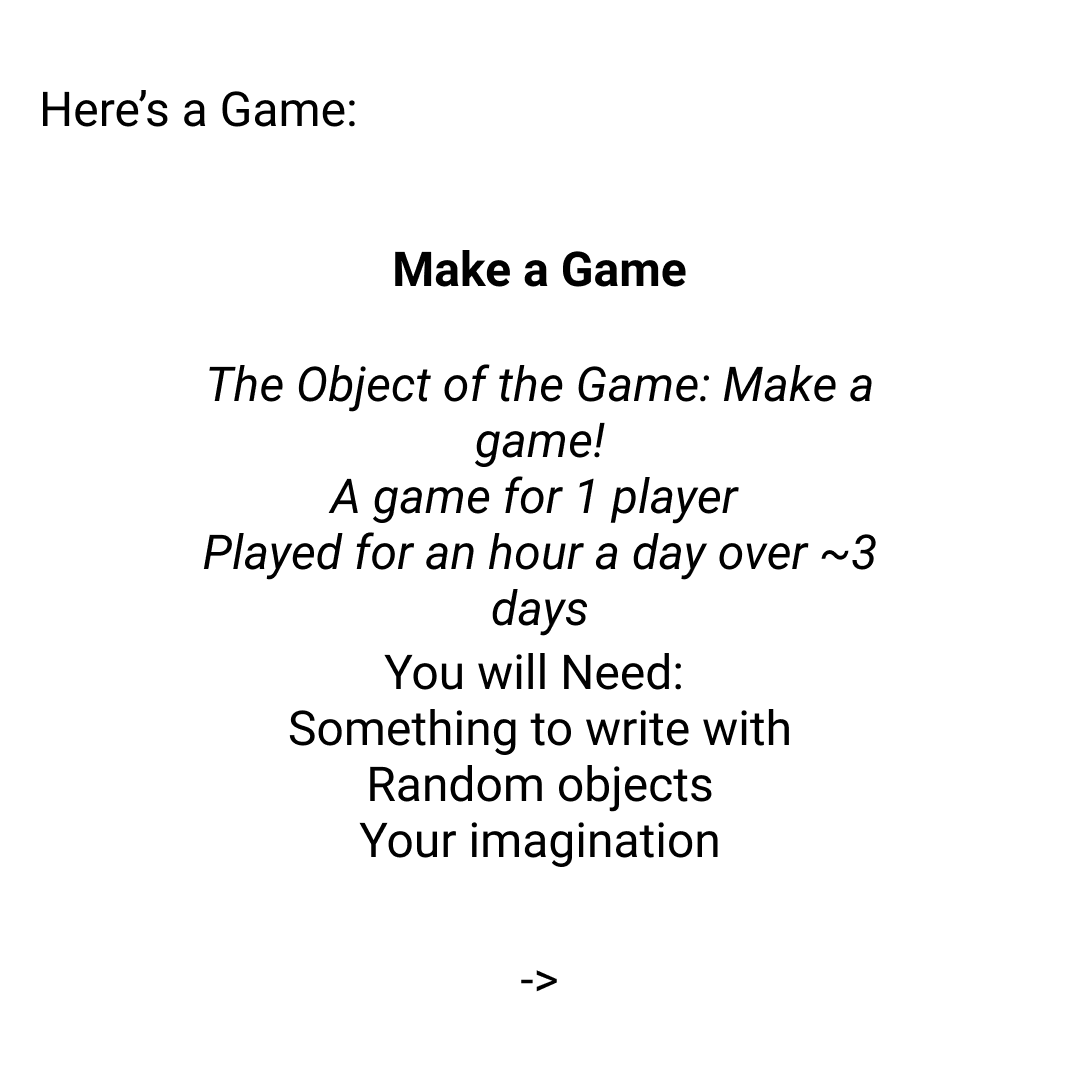 Here’s a Game:
Make a Game
The Object of the Game: Make a
game!
A game for 1 player
Played for an hour a day over ~3
days
You will Need:
Something to write with
Random objects
Your imagination
->